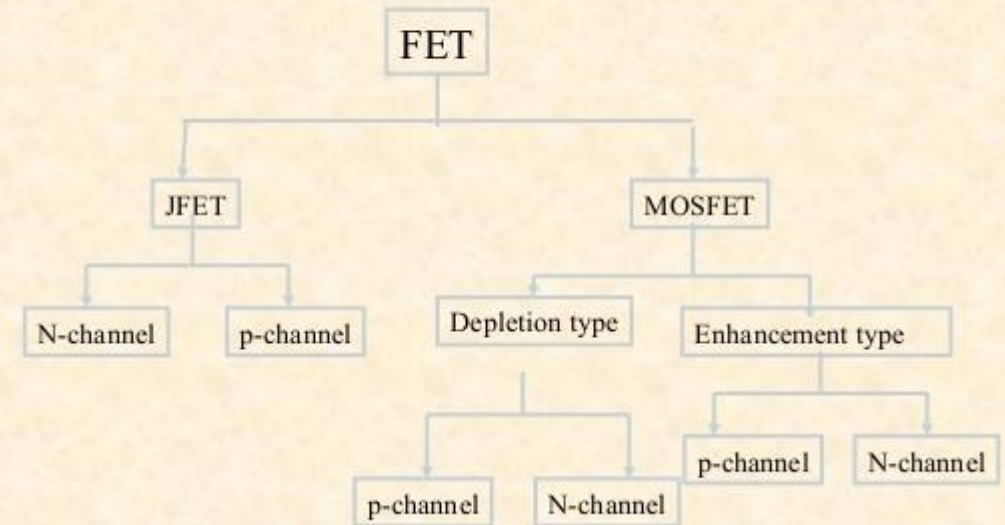 FET
JFET
MOSFET
N-channel
p-channel
Depletion type
Enhancement type
p-channel
N-channel
p-channel
N-channel